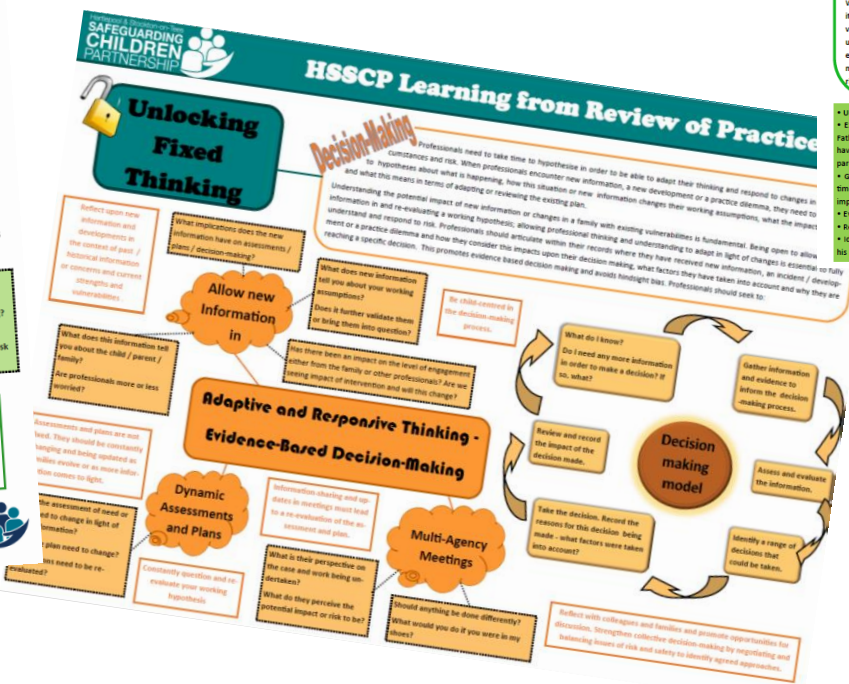 Hartlepool & Stockton-on-Tees
SAFEGUARDING
CHILDREN
PARTNERSHIP
HSSCP Learning from Review of Practice
Unlocking
Fixed
Thinking
Decision-Making
Professionals need to take time to hypothesise in order to be able to adapt their thinking and respond to changes in
cumstances and risk. When professionals encounter new information, a new development or a practice dilemma, they need to
to hypotheses about what is happening, how this situation or new information changes their working assumptions, what the impact
and what this means in terms of adapting or reviewing the existing plan.
Understanding the potential impact of new information or changes in a family with existing vulnerabilities is fundamental. Being open to allow
information in and re-evaluating a working hypothesis; allowing professional thinking and understanding to adapt in light of changes is essential to fully
understand and respond to risk. Professionals should articulate within their records where they have received new information, an incident / develop-
ment or a practice dilemma and how they consider this impacts upon their decision making, what factors they have taken into account and why they are
reaching a specific decision. This promotes evidence based decision making and avoids hindsight bias. Professionals should seek to:
Reflect upon new
information and
developments in
the context of past /
historical information
or concerns and current
strengths and
vulnerabilities
What implications does the new
information have on assessments /
plans / decision-making?
Allow new
Information
in
What does new information
tell you about your working
assumptions?
Does it further validate them
or bring them into question?
Be child-centred in
the decision-making
process.
What does this information tell
you about the child / parent /
family?
Are professionals more or less
worried?
Has there been an impact on the level of engagement
either from the family or other professionals? Are we
seeing impact of intervention and will this change?
Adaptive and Responsive Thinking -
Evidence-Based Decision-Making
Assessments and plans are not
fixed. They should be constantly
changing and being updated as
milies evolve or as more infor-
tion comes to light.
Dynamic
Assessments
and Plans
Information-sharing and up-
dates in meetings must lead
to a re-evaluation of the as-
sessment and plan.
Multi-Agency
Meetings
the assessment of need or
ed to change in light of
formation?
plan need to change?
ons need to be re-
evaluated?
Constantly question and re-
evaluate your working
hypothesis
What is their perspective on
the case and work being un-
dertaken?
What do they perceive the
potential impact or risk to be?
Should anything be done differently?
What would you do if you were in my
shoes?
What do I know?
Do I need any more information
in order to make a decision? If
so, what?
Gather information
and evidence to
inform the decision
-making process.
Assess and evaluate
the information.
Identify a range of
decisions that
could be taken.
Take the decision. Record the
reasons for this decision being
made - what factors were taken
into account?
Review and record
the impact of the
decision made.
Decision
making
model
Reflect with colleagues and families and promote opportunities for
discussion. Strengthen collective decision-making by negotiating and
balancing issues of risk and safety to identify agreed approaches.